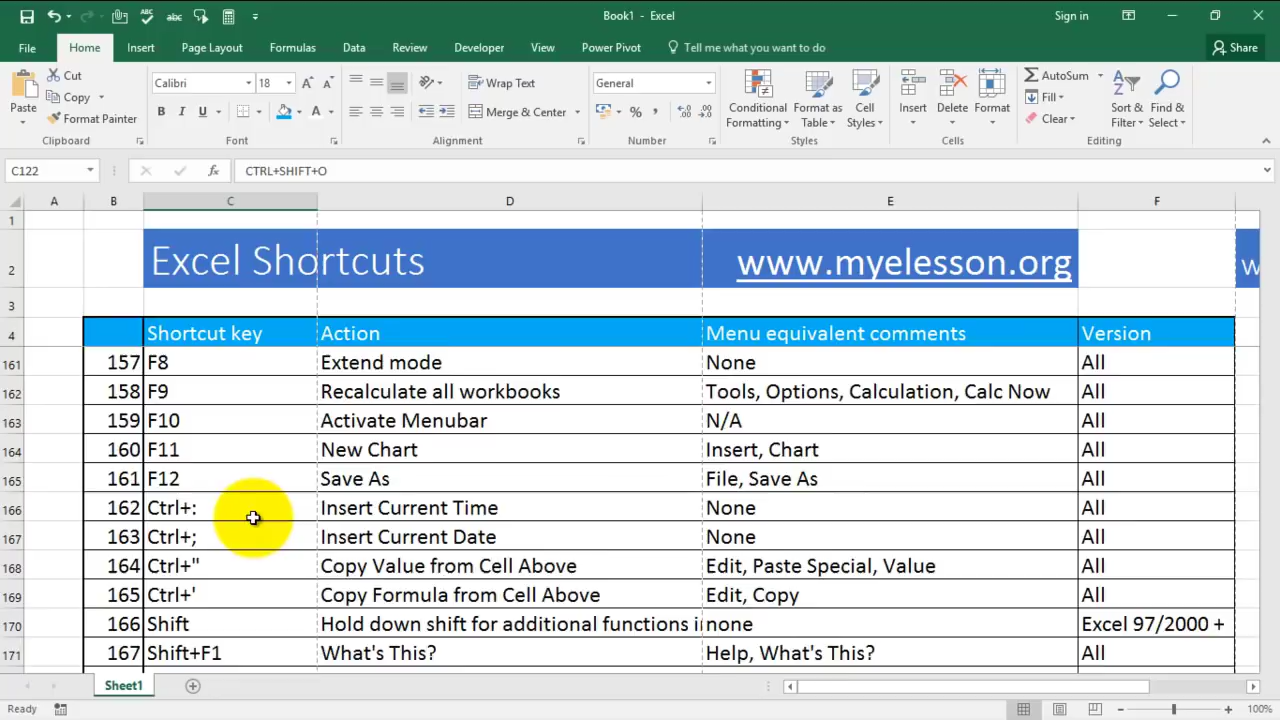 Book1 - Excel
Sign in
File Home Insert Page Layout Formulas Data Review Developer View Power Pivot Tell me what you want to do Share
Paste
Cut
Copy
Format Painter
Clipboard
Calibri 18
B I U
Font
Wrap Text
Merge & Center
Alignment
General
%
Number
Conditional Formatting
Format as Table
Cell Styles
Styles
Insert Delete Format
Cells
AutoSum
Fill
Clear
Sort & Filter
Find & Select
Editing
C122 fx CTRL+SHIFT+O
A B C D E F
1
2 Excel Shortcuts www.myelesson.org W
3
4 Shortcut key Action Menu equivalent comments Version
161 157 F8 Extend mode None All
162 158 F9 Recalculate all workbooks Tools, Options, Calculation, Calc Now All
163 159 F10 Activate Menubar N/A All
164 160 F11 New Chart Insert, Chart All
165 161 F12 Save As File, Save As All
166 162 Ctrl+: Insert Current Time None All
167 163 Ctrl+; Insert Current Date None All
168 164 Ctrl+" Copy Value from Cell Above Edit, Paste Special, Value All
169 165 Ctrl+' Copy Formula from Cell Above Edit, Copy All
170 166 Shift Hold down shift for additional functions i none Excel 97/2000 +
171 167 Shift+F1 What's This? Help, What's This? All
Sheet1
Ready 100%